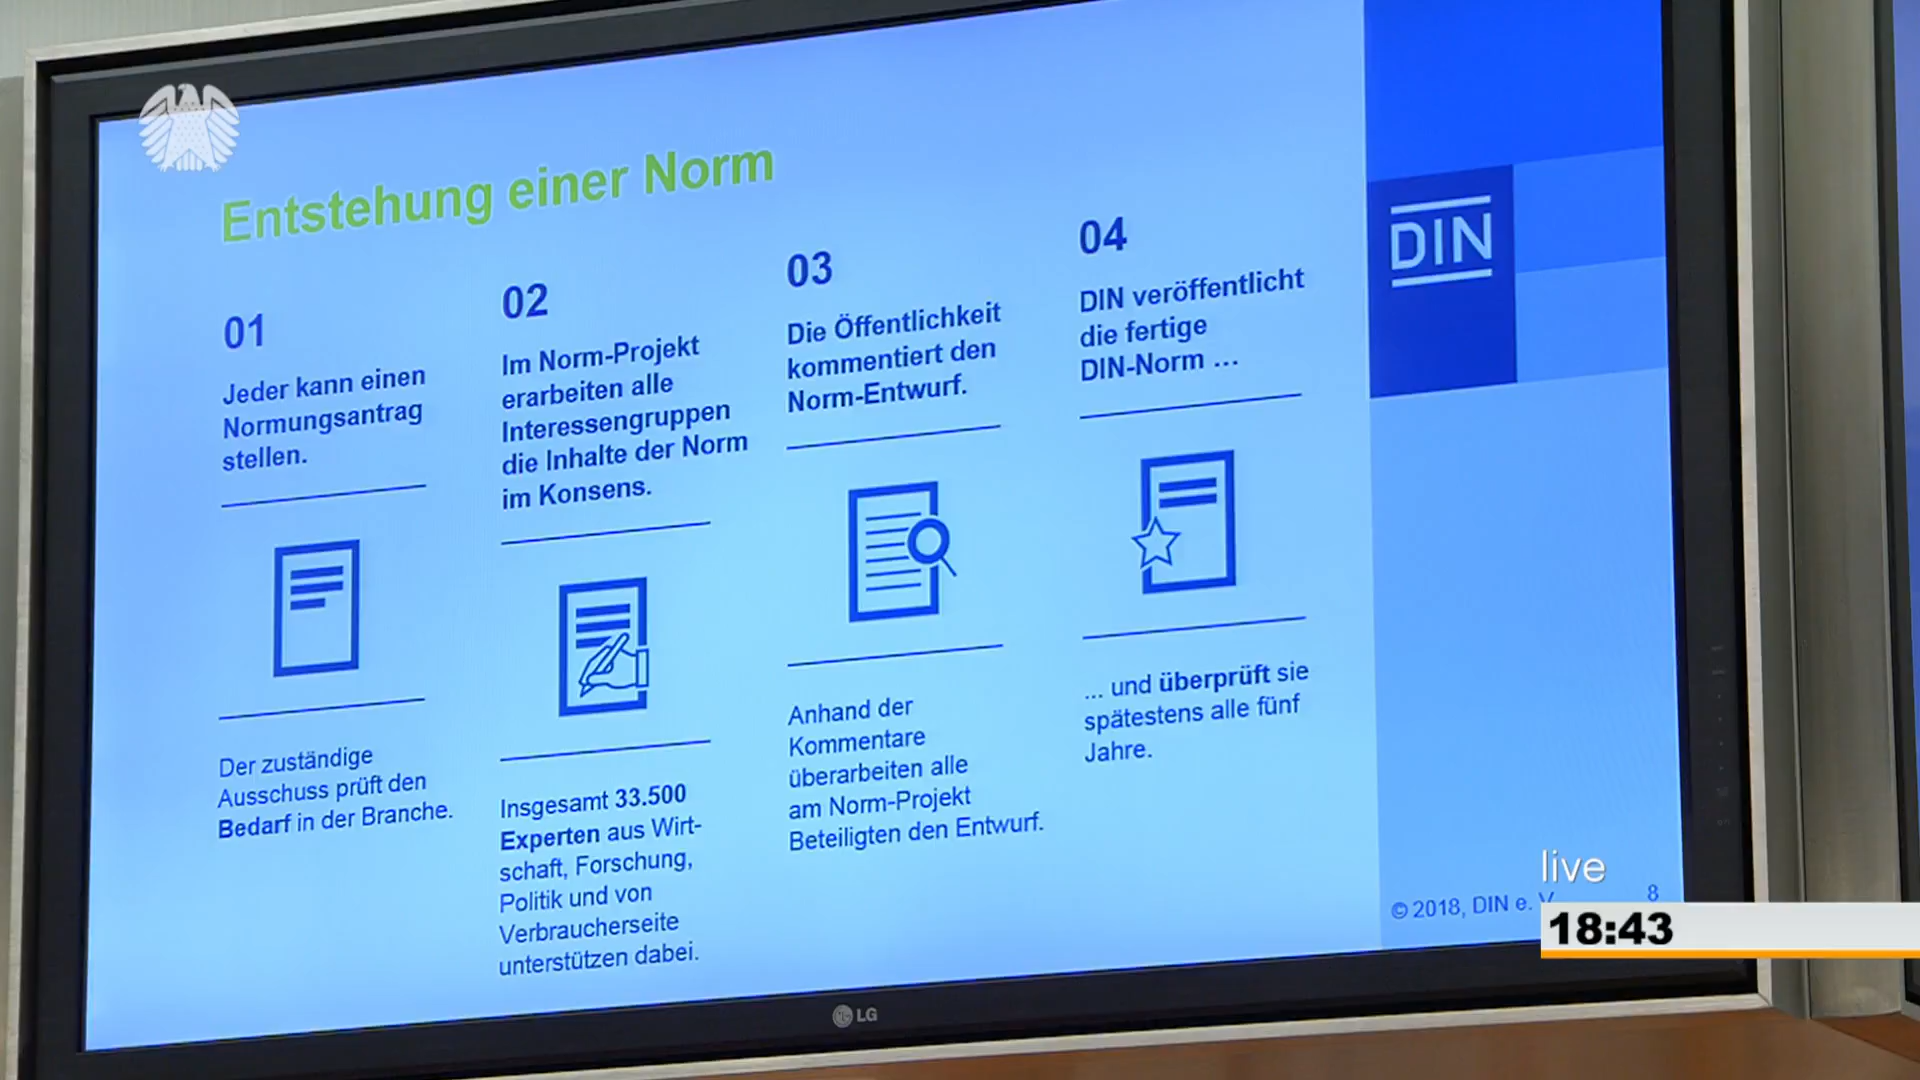 Entstehung einer Norm
01
Jeder kann einen
Normungsantrag
stellen.
Der zuständige
Ausschuss prüft den
Bedarf in der Branche.
02
Im Norm-Projekt
erarbeiten alle
Interessengruppen
die Inhalte der Norm
im Konsens.
Insgesamt 33.500
Experten aus Wirt-
schaft, Forschung,
Politik und von
Verbraucherseite
unterstützen dabei.
03
Die Öffentlichkeit
kommentiert den
Norm-Entwurf.
Anhand der
Kommentare
überarbeiten alle
am Norm-Projekt
Beteiligten den Entwurf.
04
DIN veröffentlicht
die fertige
DIN-Norm ...
... und überprüft sie
spätestens alle fünf
Jahre.
DIN
© 2018, DIN e. V
8
live
18:43
LG